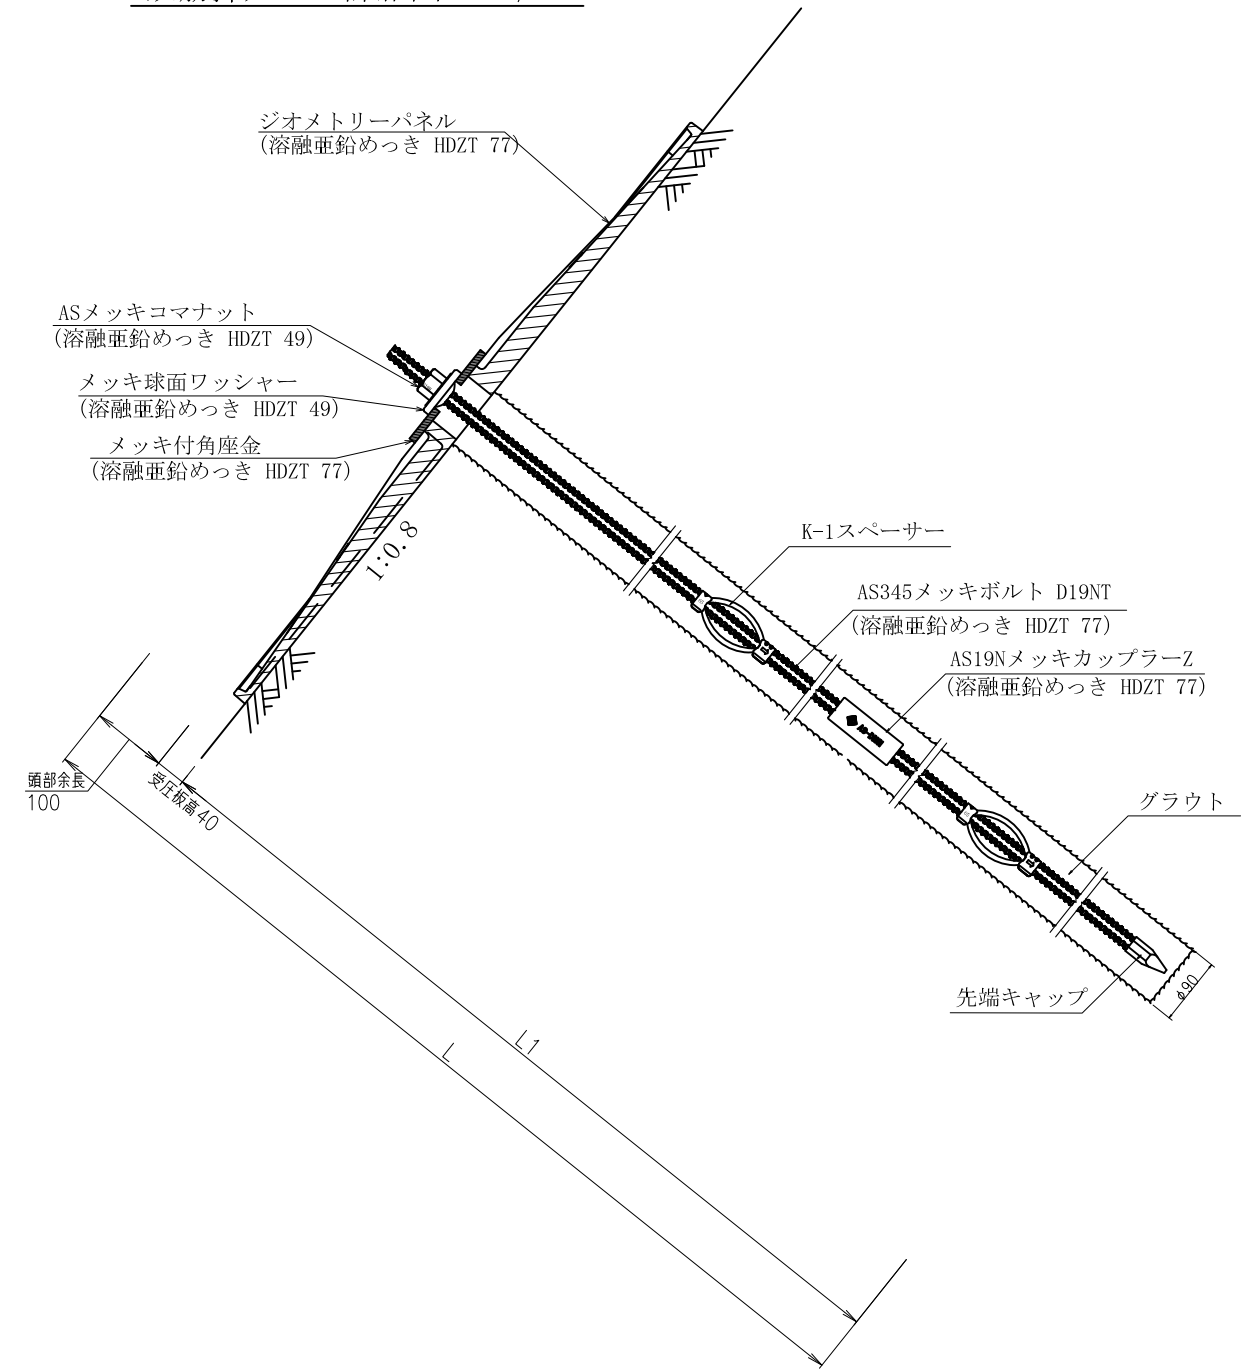 ジオメトリーパネル
(溶融亜鉛めっき HDZT 77)
ASメッキコマナット
(溶融亜鉛めっき HDZT 49)
メッキ球面ワッシャー
(溶融亜鉛めっき HDZT 49)
メッキ付角座金
(溶融亜鉛めっき HDZT 77)
1:0.8
K-1スペーサー
AS345メッキボルト D19NT
(溶融亜鉛めっき HDZT 77)
AS19NメッキカップラーZ
(溶融亜鉛めっき HDZT 77)
頭部余長
100
受圧板高40
グラウト
先端キャップ
φ90
L1
L